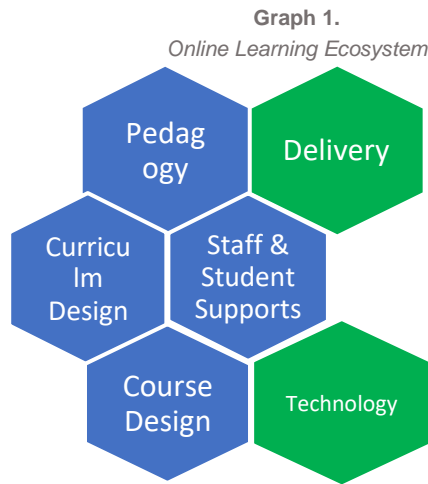 Graph 1.
Online Learning Ecosystem
Pedag
ogy
Delivery
Curricu
lm
Design
Staff &
Student
Supports
Course
Design
Technology